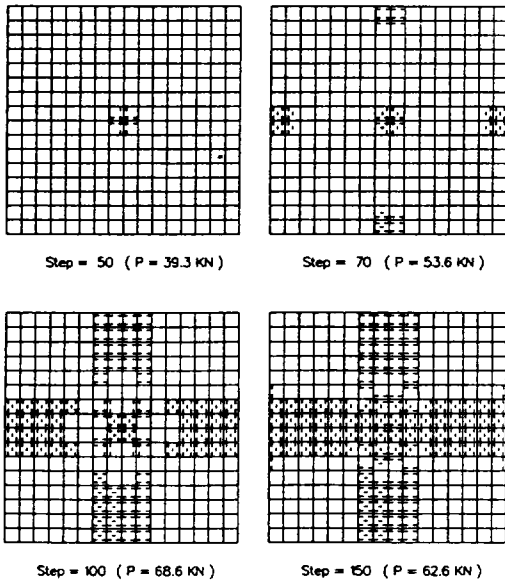 Step = 50 ( P = 39.3 KN )
Step = 70 ( P = 53.6 KN )
Step = 100 ( P = 68.6 KN )
Step = 150 ( P = 62.6 KN )